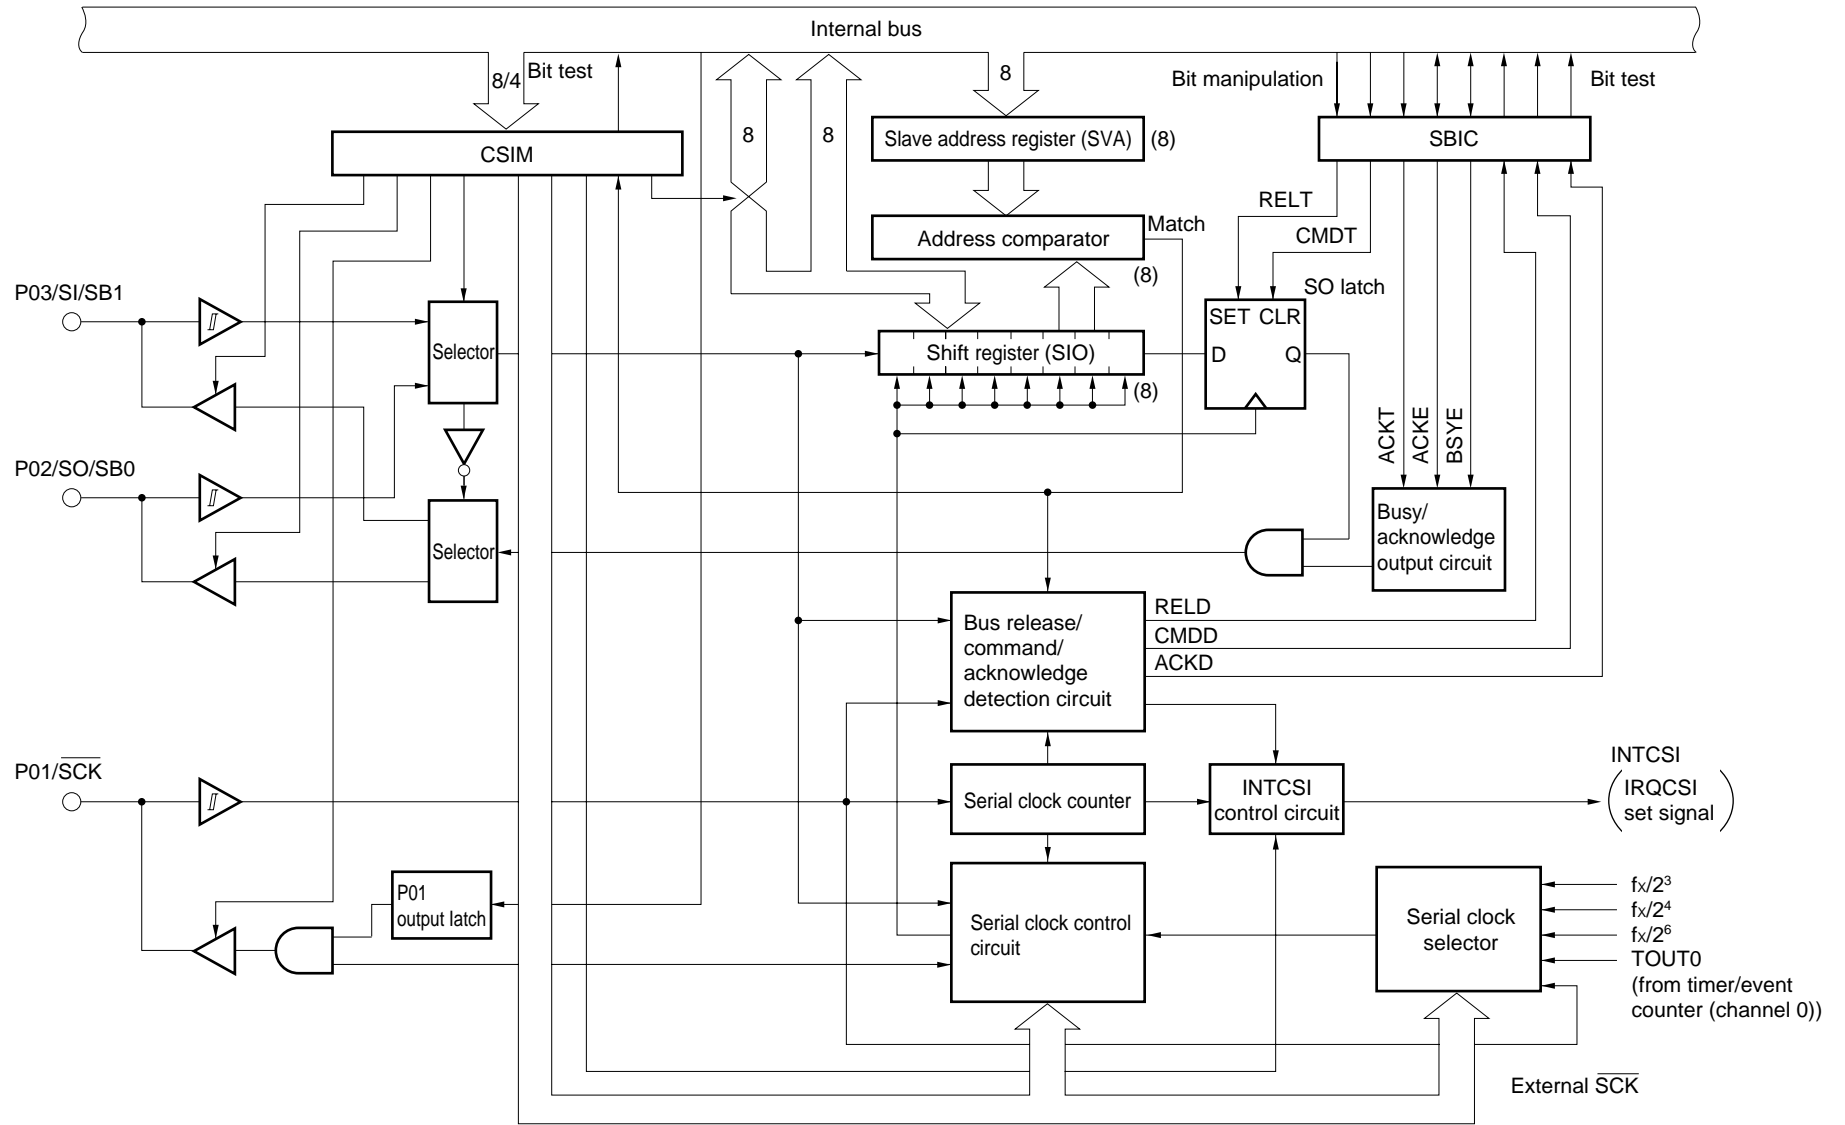 Internal bus
8/4
Bit test
8
8
8
Bit manipulation
Bit test
CSIM
Slave address register (SVA)
(8)
SBIC
RELT
CMDT
Address comparator
Match
(8)
SO latch
P03/SI/SB1
Selector
Shift register (SIO)
(8)
SET CLR
D
Q
ACKT
ACKE
BSYE
P02/SO/SB0
Selector
Busy/
acknowledge
output circuit
Bus release/
command/
acknowledge
detection circuit
RELD
CMDD
ACKD
P01/S̅C̅K̅
Serial clock counter
INTCSI
control circuit
INTCSI
IRQCSI
set signal
P01
output latch
Serial clock control
circuit
Serial clock
selector
fX/2³
fX/2⁴
fX/2⁶
TOUT0
(from timer/event
counter (channel 0))
External S̅C̅K̅